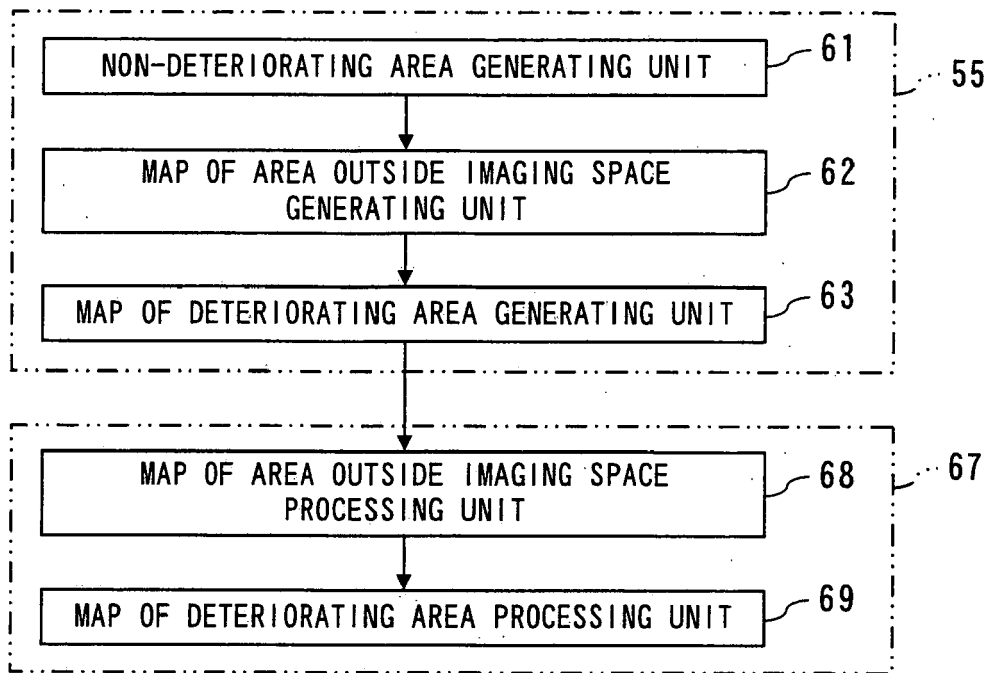 NON-DETERIORATING AREA GENERATING UNIT
61
55
MAP OF AREA OUTSIDE IMAGING SPACE
GENERATING UNIT
62
MAP OF DETERIORATING AREA GENERATING UNIT
63
MAP OF AREA OUTSIDE IMAGING SPACE
PROCESSING UNIT
68
67
MAP OF DETERIORATING AREA PROCESSING UNIT
69